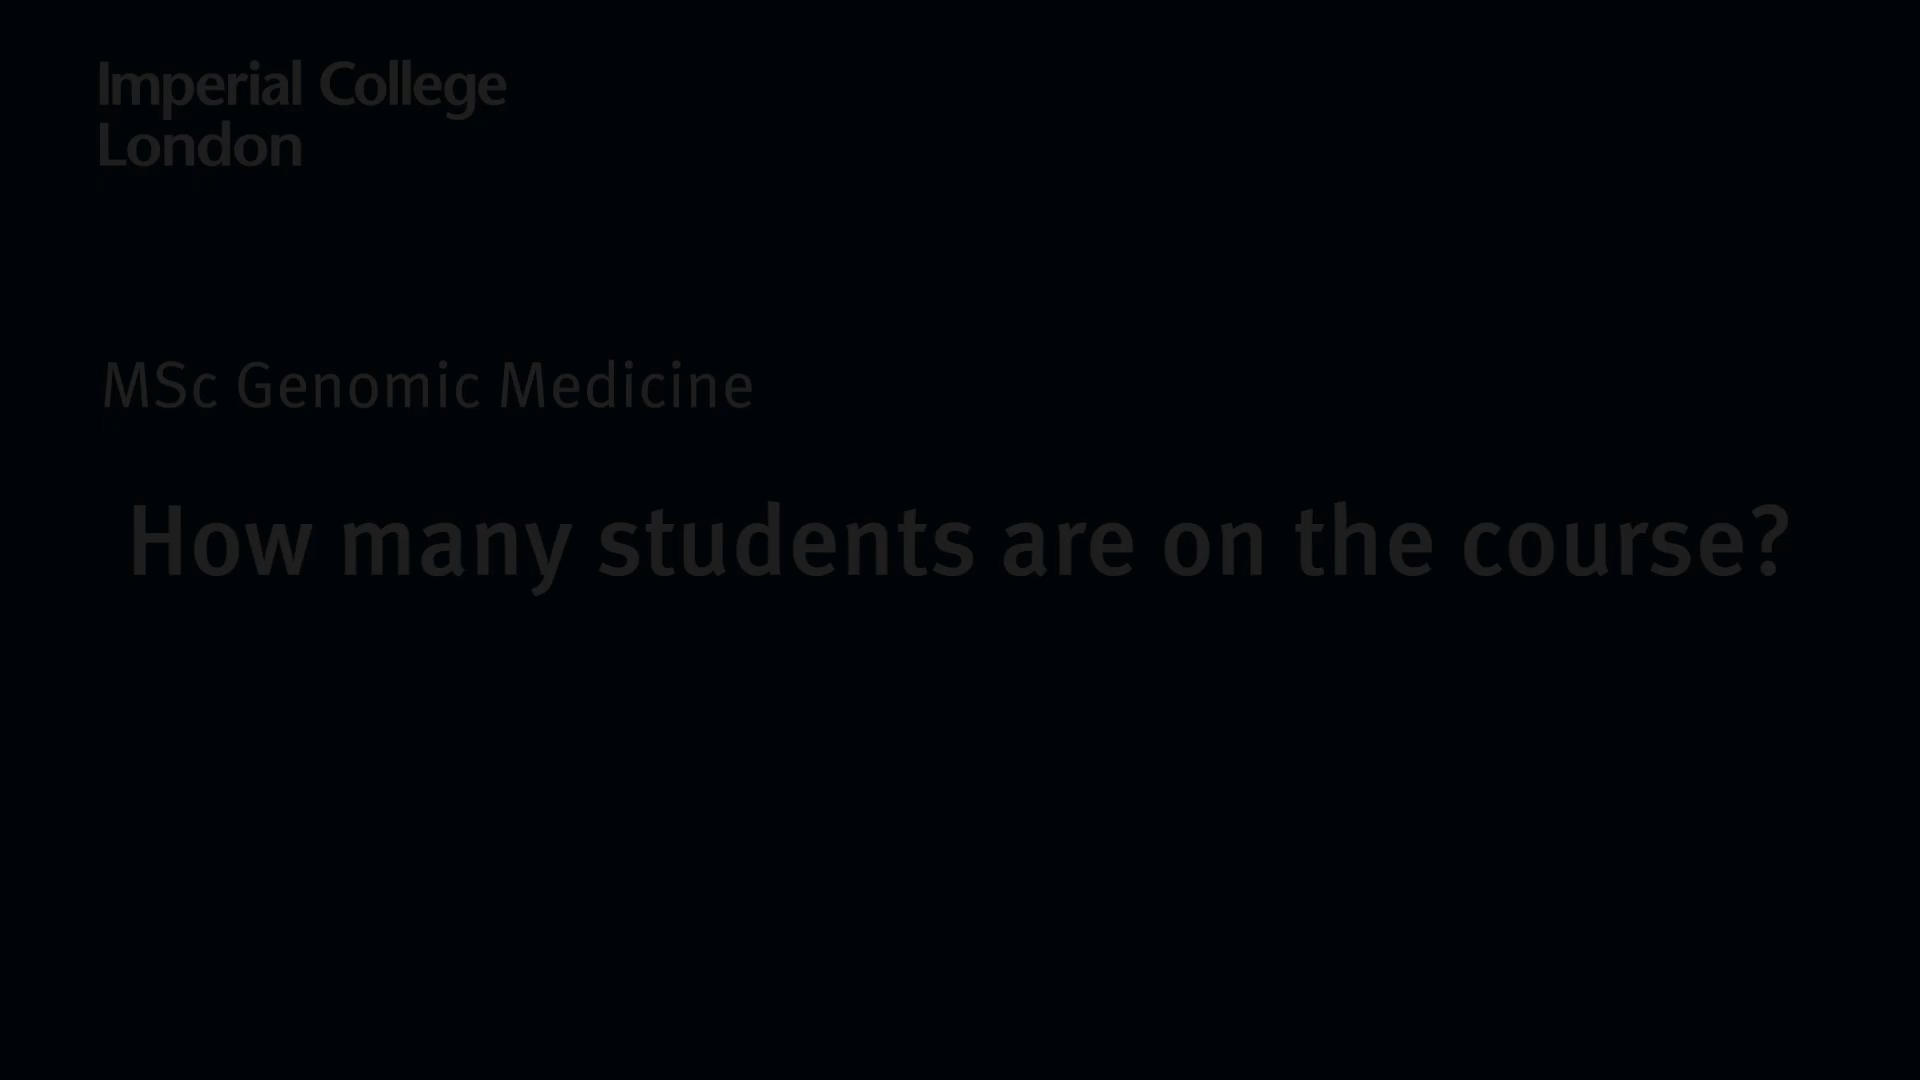 Imperial College
London
MSc Genomic Medicine
How many students are on the course?